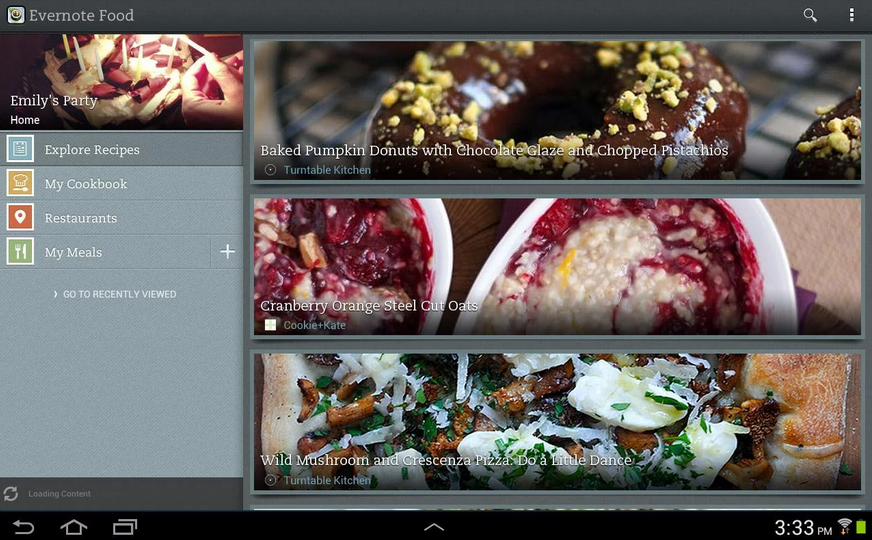 Evernote Food
Emily's Party
Home
Explore Recipes
My Cookbook
Restaurants
My Meals
GO TO RECENTLY VIEWED
Loading Content
Baked Pumpkin Donuts with Chocolate Glaze and Chopped Pistachios
Turntable Kitchen
Cranberry Orange Steel Cut Oats
Cookie+Kate
Wild Mushroom and Crescenza Pizza: Do a Little Dance
Turntable Kitchen
3:33 PM